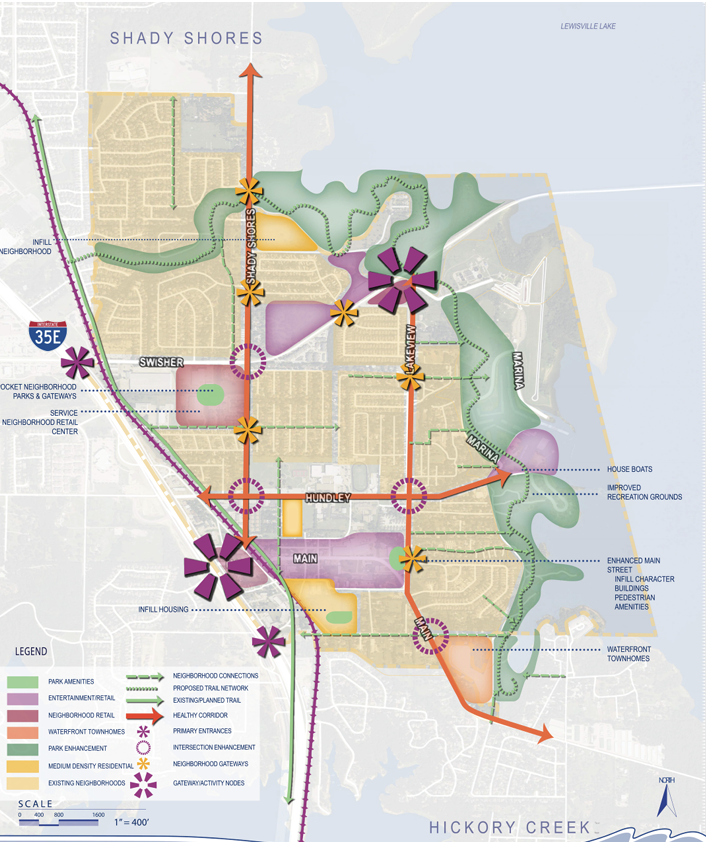 SHADY SHORES
LEWISVILLE LAKE
SHADY SHORES
INFILL
NEIGHBORHOOD
INTERSTATE
35E
SWISHER
LAKEVIEW
MARINA
POCKET NEIGHBORHOOD
PARKS & GATEWAYS
SERVICE
NEIGHBORHOOD RETAIL
CENTER
MARINA
HOUSE BOATS
IMPROVED
RECREATION GROUNDS
HUNDLEY
MAIN
ENHANCED MAIN
STREET
INFILL CHARACTER
BUILDINGS
PEDESTRIAN
AMENITIES
INFILL HOUSING
MAIN
WATERFRONT
TOWNHOMES
LEGEND
PARK AMENITIES
ENTERTAINMENT/RETAIL
NEIGHBORHOOD RETAIL
WATERFRONT TOWNHOMES
PARK ENHANCEMENT
MEDIUM DENSITY RESIDENTIAL
EXISTING NEIGHBORHOODS
NEIGHBORHOOD CONNECTIONS
PROPOSED TRAIL NETWORK
EXISTING/PLANNED TRAIL
HEALTHY CORRIDOR
PRIMARY ENTRANCES
INTERSECTION ENHANCEMENT
NEIGHBORHOOD GATEWAYS
GATEWAY/ACTIVITY NODES
SCALE
0 400 800 1600
1"= 400'
NORTH
HICKORY CREEK